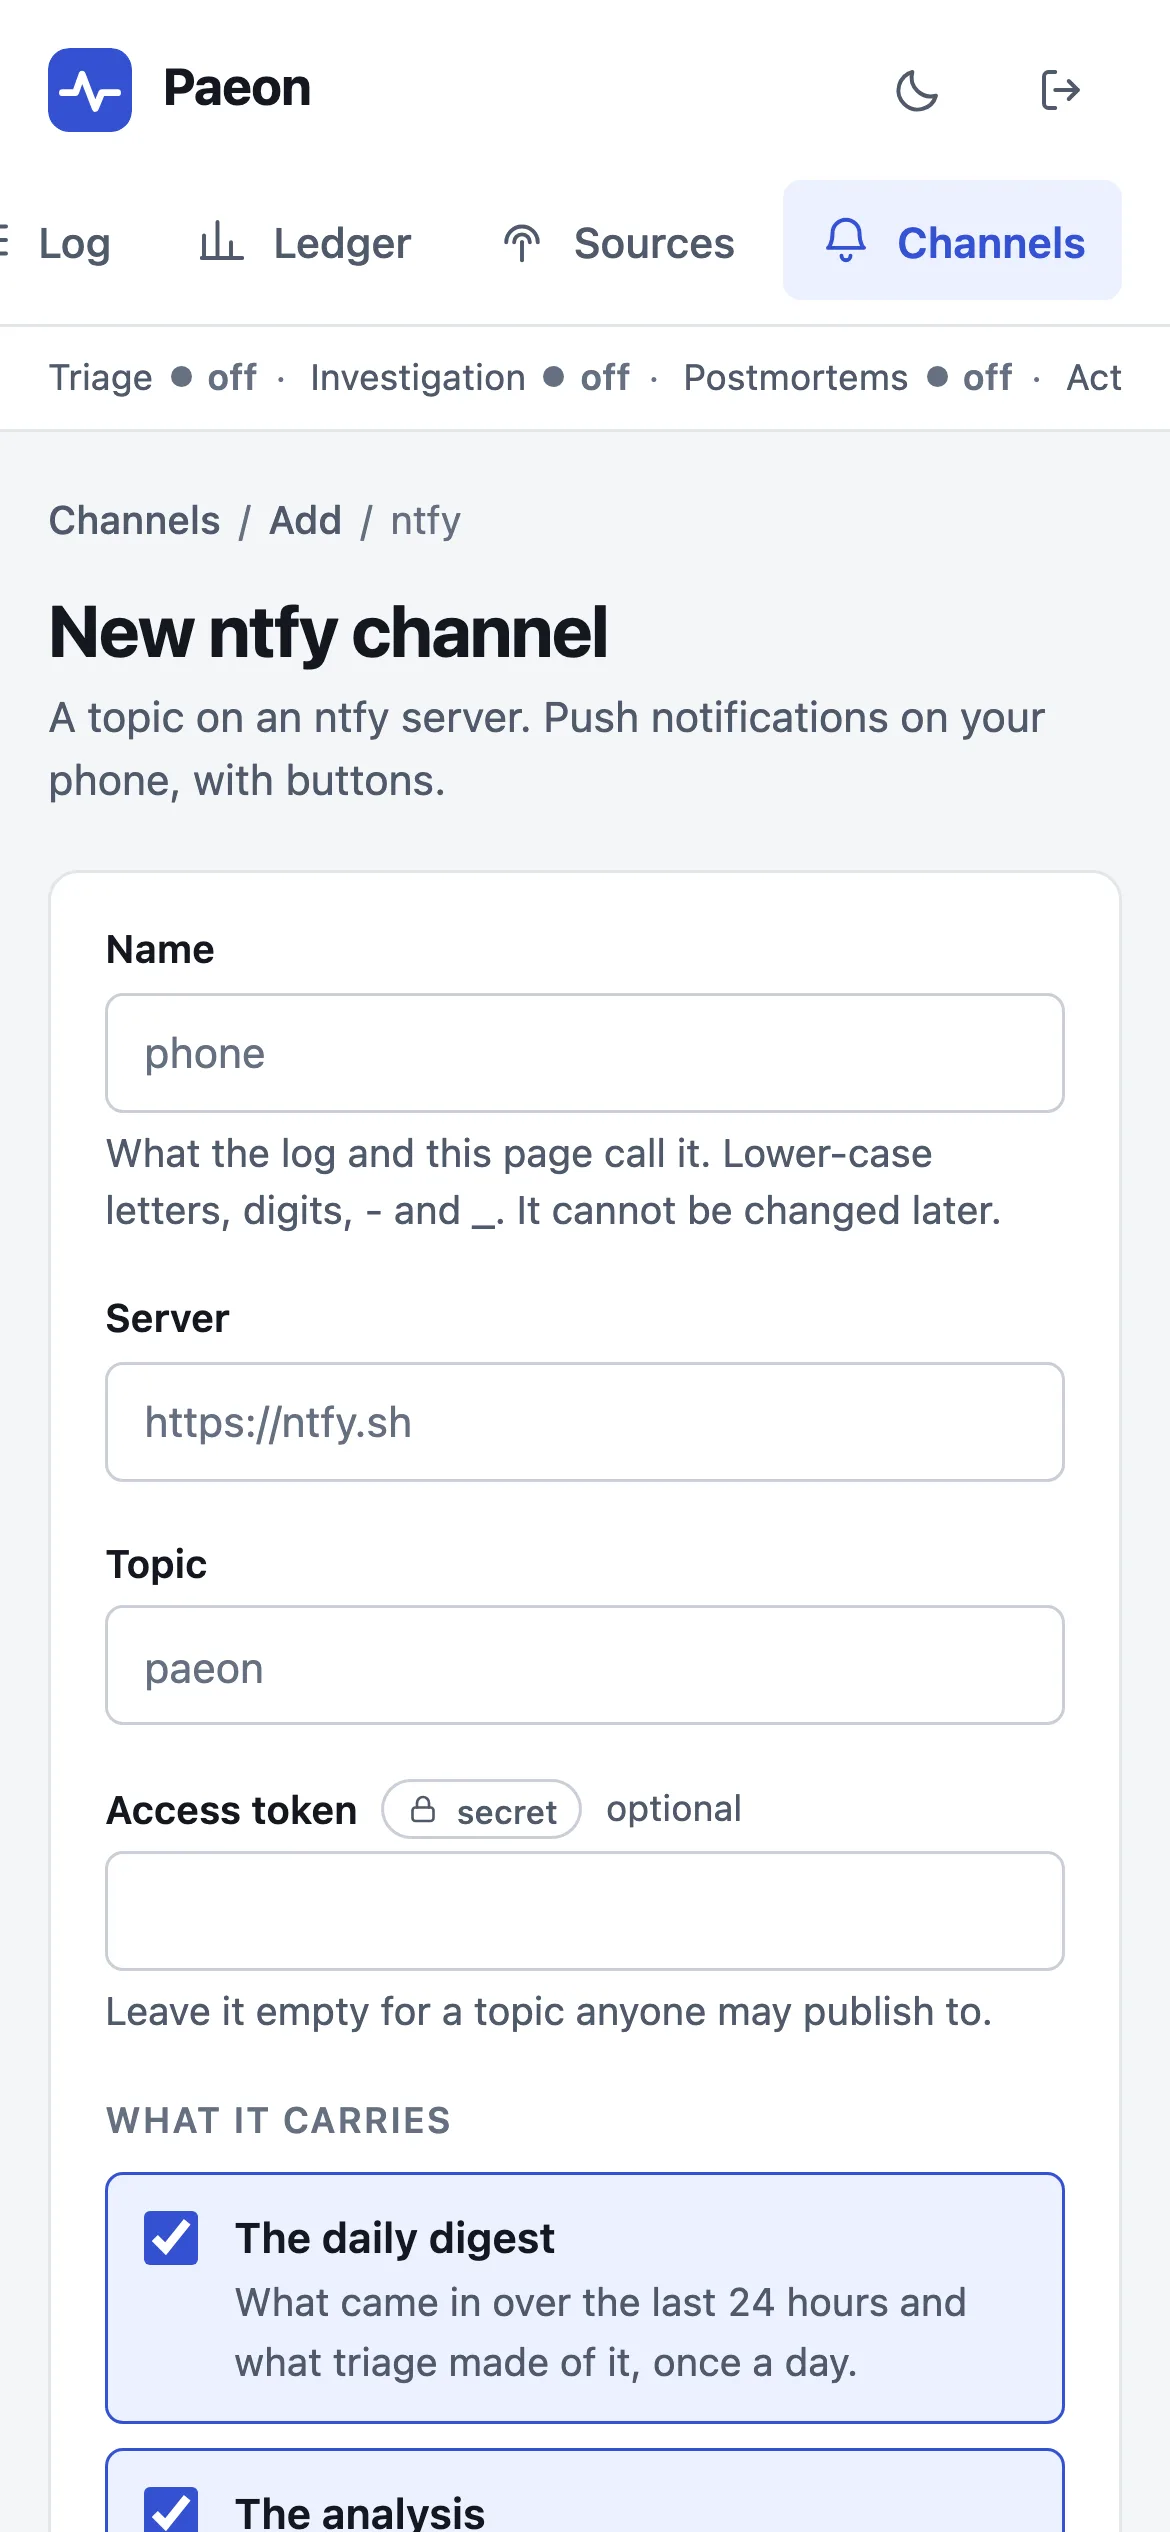 Paeon
Log Ledger Sources Channels
Triage ● off · Investigation ● off · Postmortems ● off · Act
Channels / Add / ntfy
New ntfy channel
A topic on an ntfy server. Push notifications on your
phone, with buttons.
Name
phone
What the log and this page call it. Lower-case
letters, digits, - and _. It cannot be changed later.
Server
https://ntfy.sh
Topic
paeon
Access token secret optional
Leave it empty for a topic anyone may publish to.
WHAT IT CARRIES
The daily digest
What came in over the last 24 hours and
what triage made of it, once a day.
The analysis